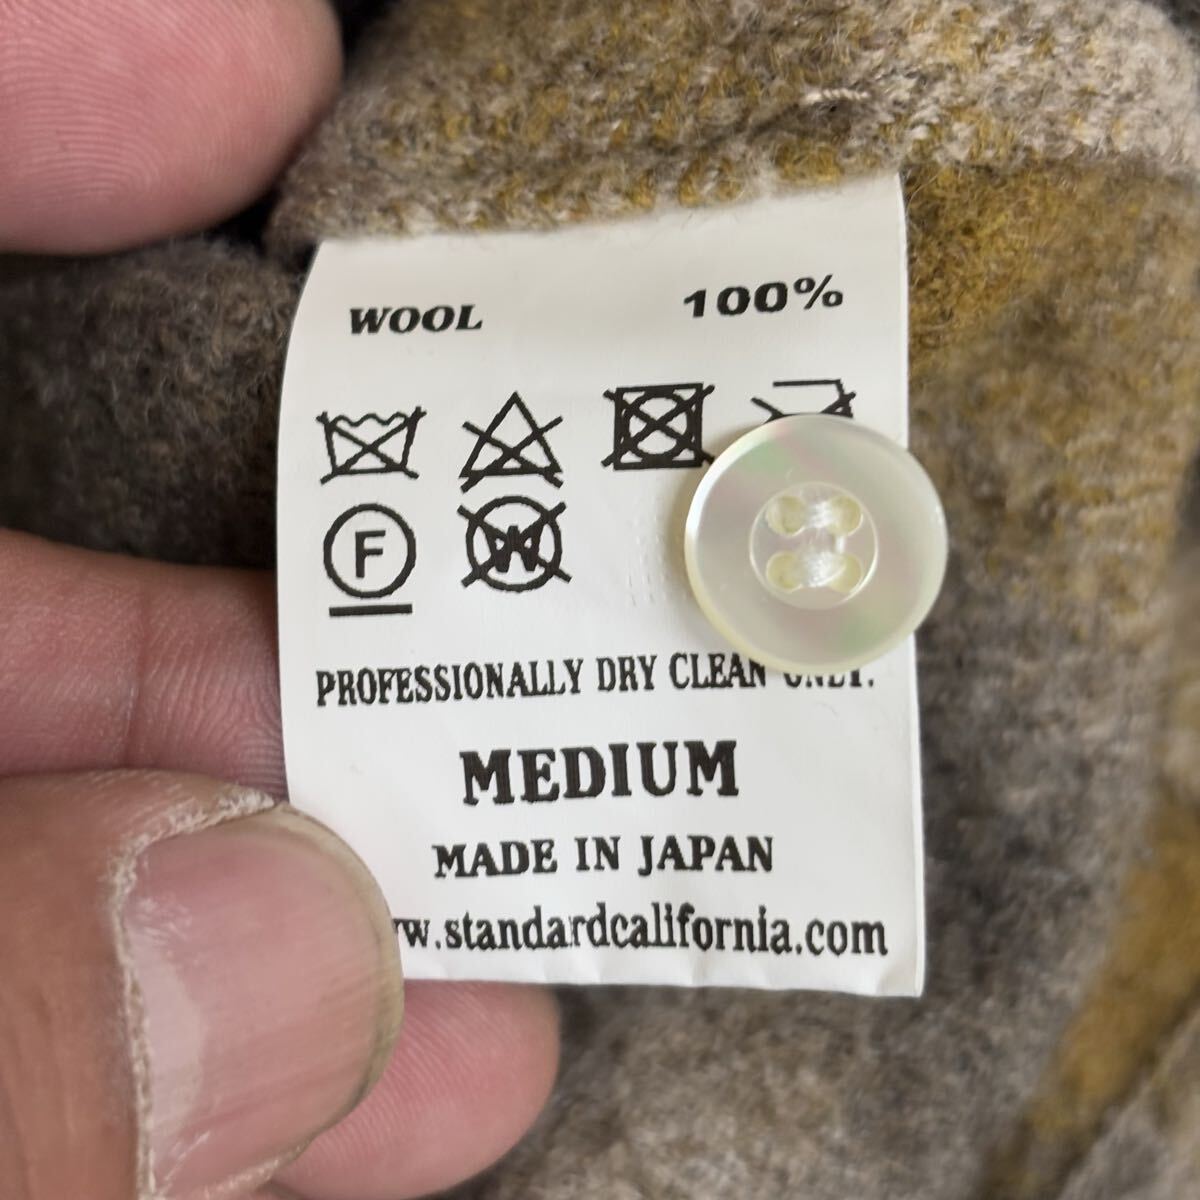 WOOL 100%
F W
PROFESSIONALLY DRY CLEAN ONLY.
MEDIUM
MADE IN JAPAN
w.standardcalifornia.com